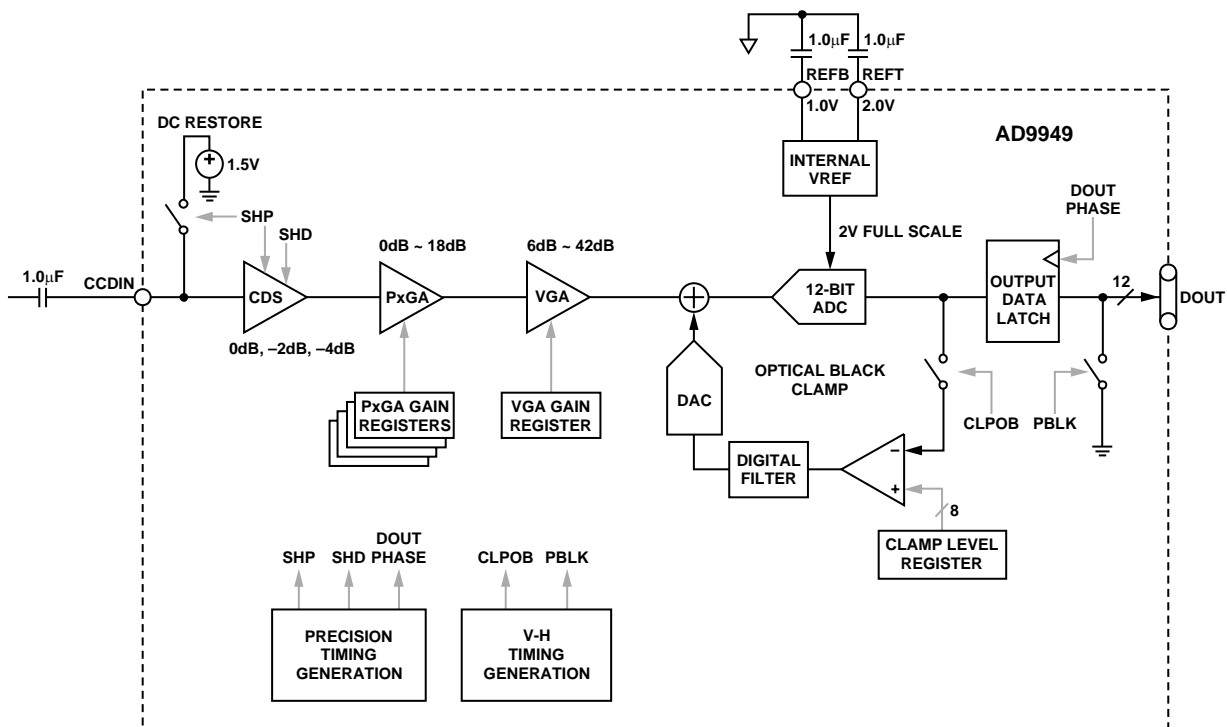 1.0µF 1.0µF
REFB REFT
1.0V 2.0V
DC RESTORE
AD9949
1.5V
INTERNAL
VREF
DOUT
PHASE
SHP
SHD
0dB ~ 18dB
6dB ~ 42dB
2V FULL SCALE
1.0µF
CCDIN
CDS
PxGA
VGA
+
12-BIT
ADC
OUTPUT
DATA
LATCH
12
DOUT
0dB, –2dB, –4dB
OPTICAL BLACK
CLAMP
DAC
PxGA GAIN
REGISTERS
VGA GAIN
REGISTER
CLPOB
PBLK
DIGITAL
FILTER
–
+
8
CLAMP LEVEL
REGISTER
SHP SHD DOUT
PHASE
CLPOB PBLK
PRECISION
TIMING
GENERATION
V-H
TIMING
GENERATION